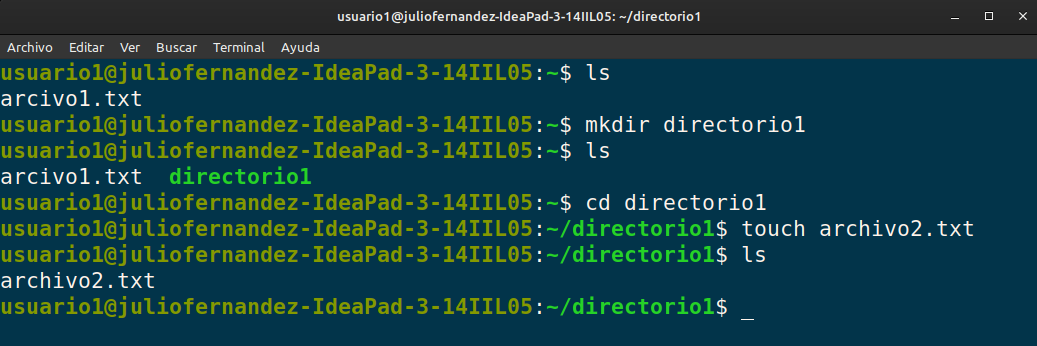 usuario1@juliofernandez-IdeaPad-3-14IIL05: ~/directorio1
Archivo Editar Ver Buscar Terminal Ayuda
usuario1@juliofernandez-IdeaPad-3-14IIL05:~$ ls
arcivo1.txt
usuario1@juliofernandez-IdeaPad-3-14IIL05:~$ mkdir directorio1
usuario1@juliofernandez-IdeaPad-3-14IIL05:~$ ls
arcivo1.txt  directorio1
usuario1@juliofernandez-IdeaPad-3-14IIL05:~$ cd directorio1
usuario1@juliofernandez-IdeaPad-3-14IIL05:~/directorio1$ touch archivo2.txt
usuario1@juliofernandez-IdeaPad-3-14IIL05:~/directorio1$ ls
archivo2.txt
usuario1@juliofernandez-IdeaPad-3-14IIL05:~/directorio1$ _